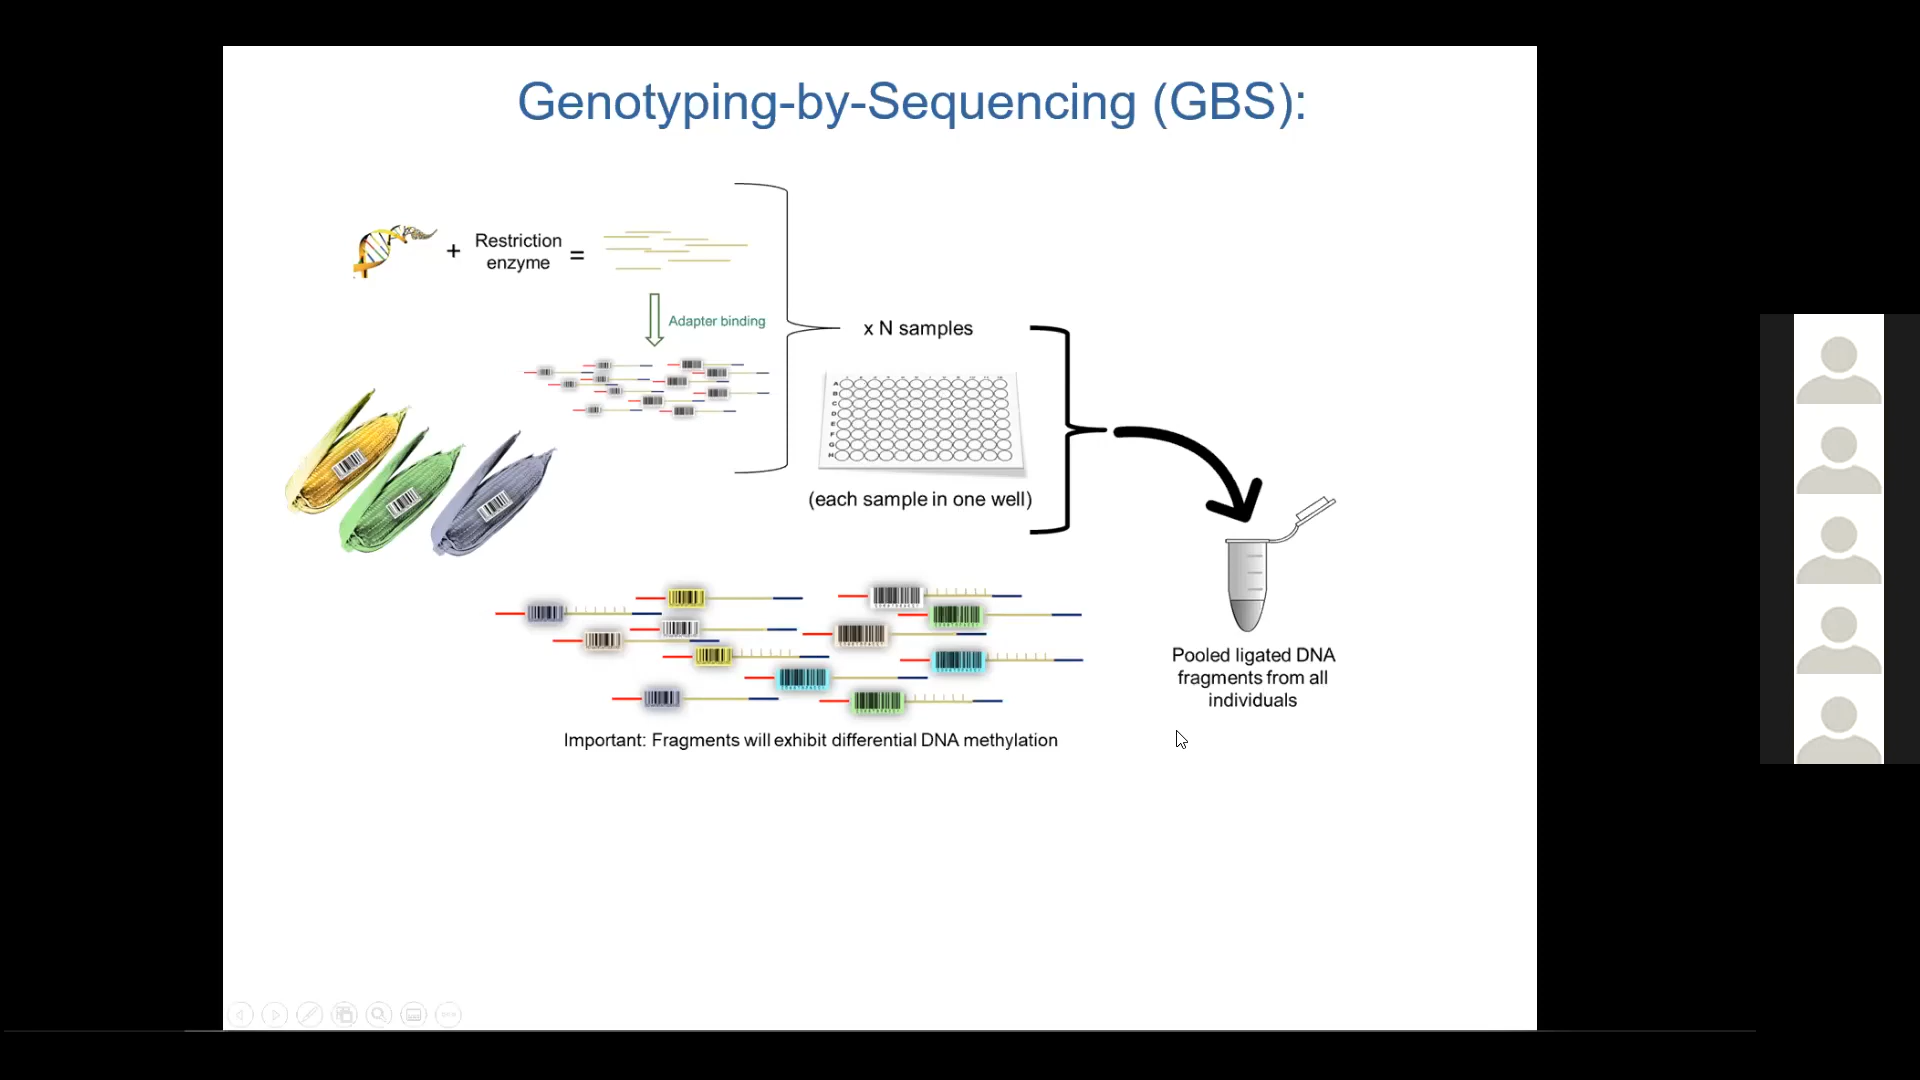 Genotyping-by-Sequencing (GBS):
+
Restriction
enzyme
=
Adapter binding
x N samples
A
B
C
D
E
F
G
H
(each sample in one well)
Pooled ligated DNA
fragments from all
individuals
Important: Fragments will exhibit differential DNA methylation